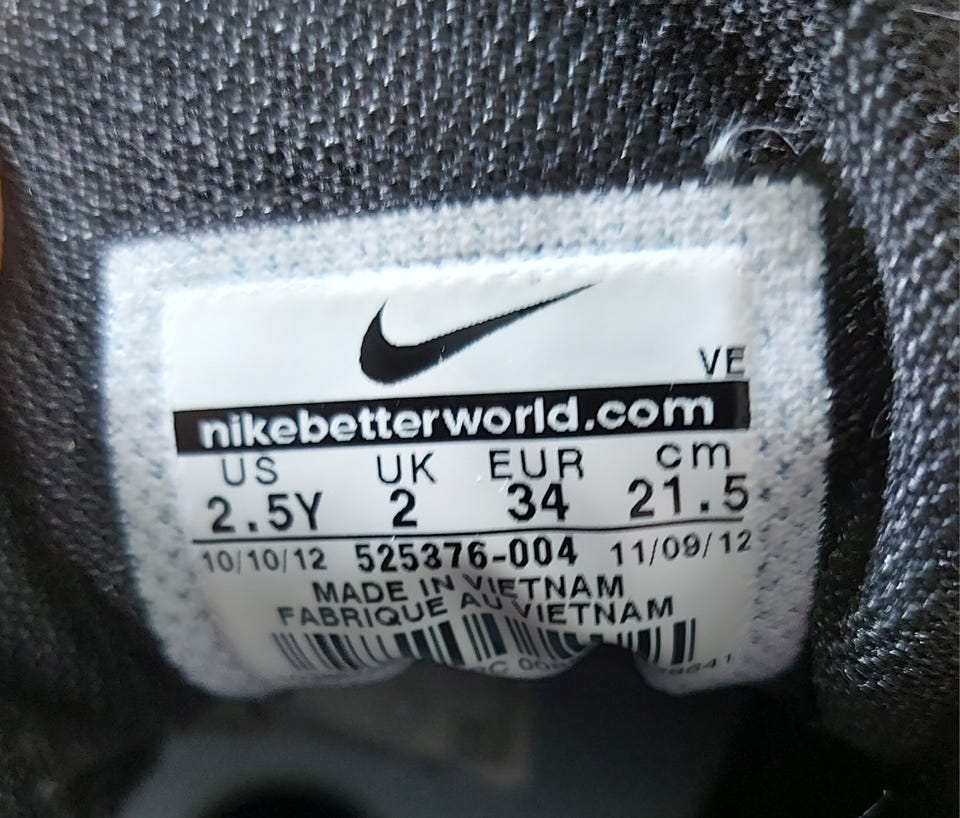 VE
nikebetterworld.com
US UK EUR cm
2.5Y 2 34 21.5
10/10/12 525376-004 11/09/12
MADE IN VIETNAM
FABRIQUE AU VIETNAM